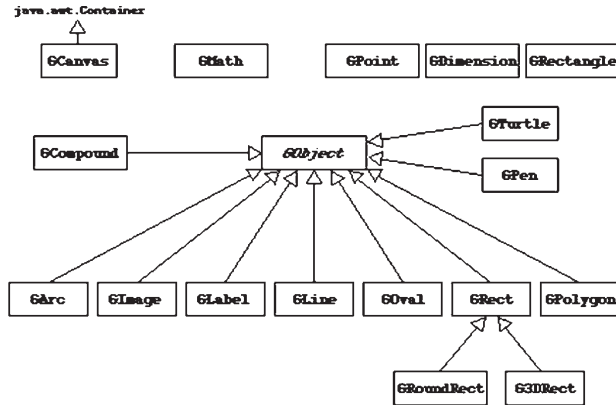 java.awt.Container
GCanvas
GMath
GPoint
GDimension
GRectangle
GCompound
GObject
GTurtle
GPen
GArc
GImage
GLabel
GLine
GOval
GRect
GPolygon
GRoundRect
G3DRect